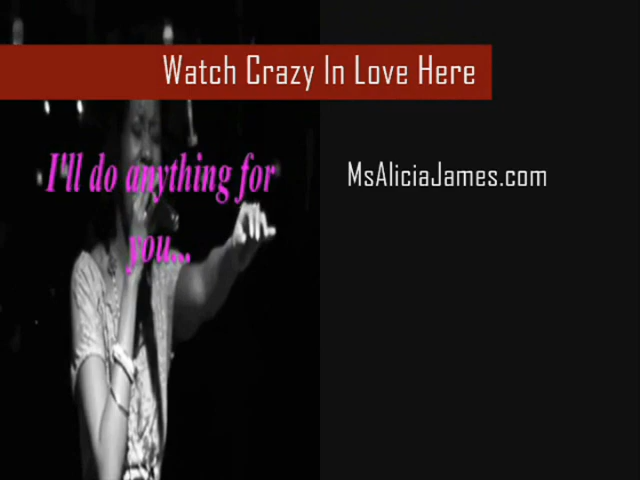 Watch Crazy In Love Here
I'll do anything for
you...
MsAliciaJames.com